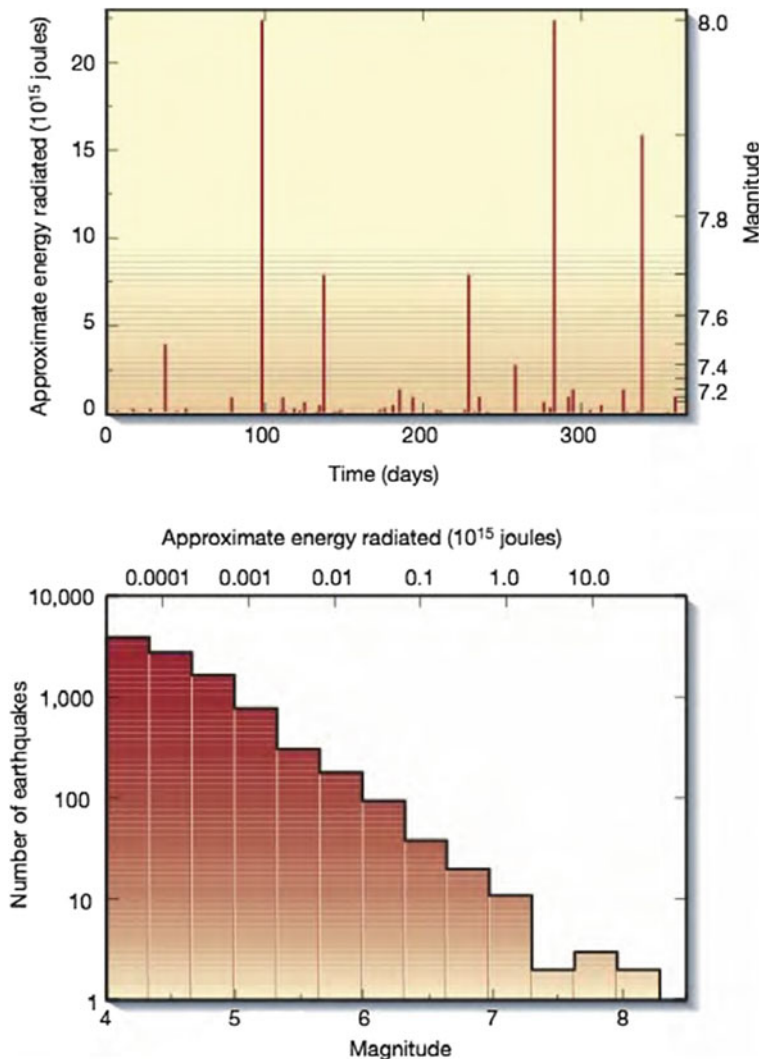 Approximate energy radiated (10¹⁵ joules)
20
15
10
5
0
8.0
7.8
7.6
7.4
7.2
Magnitude
0 100 200 300
Time (days)
Approximate energy radiated (10¹⁵ joules)
0.0001 0.001 0.01 0.1 1.0 10.0
Number of earthquakes
10,000
1,000
100
10
1
4 5 6 7 8
Magnitude